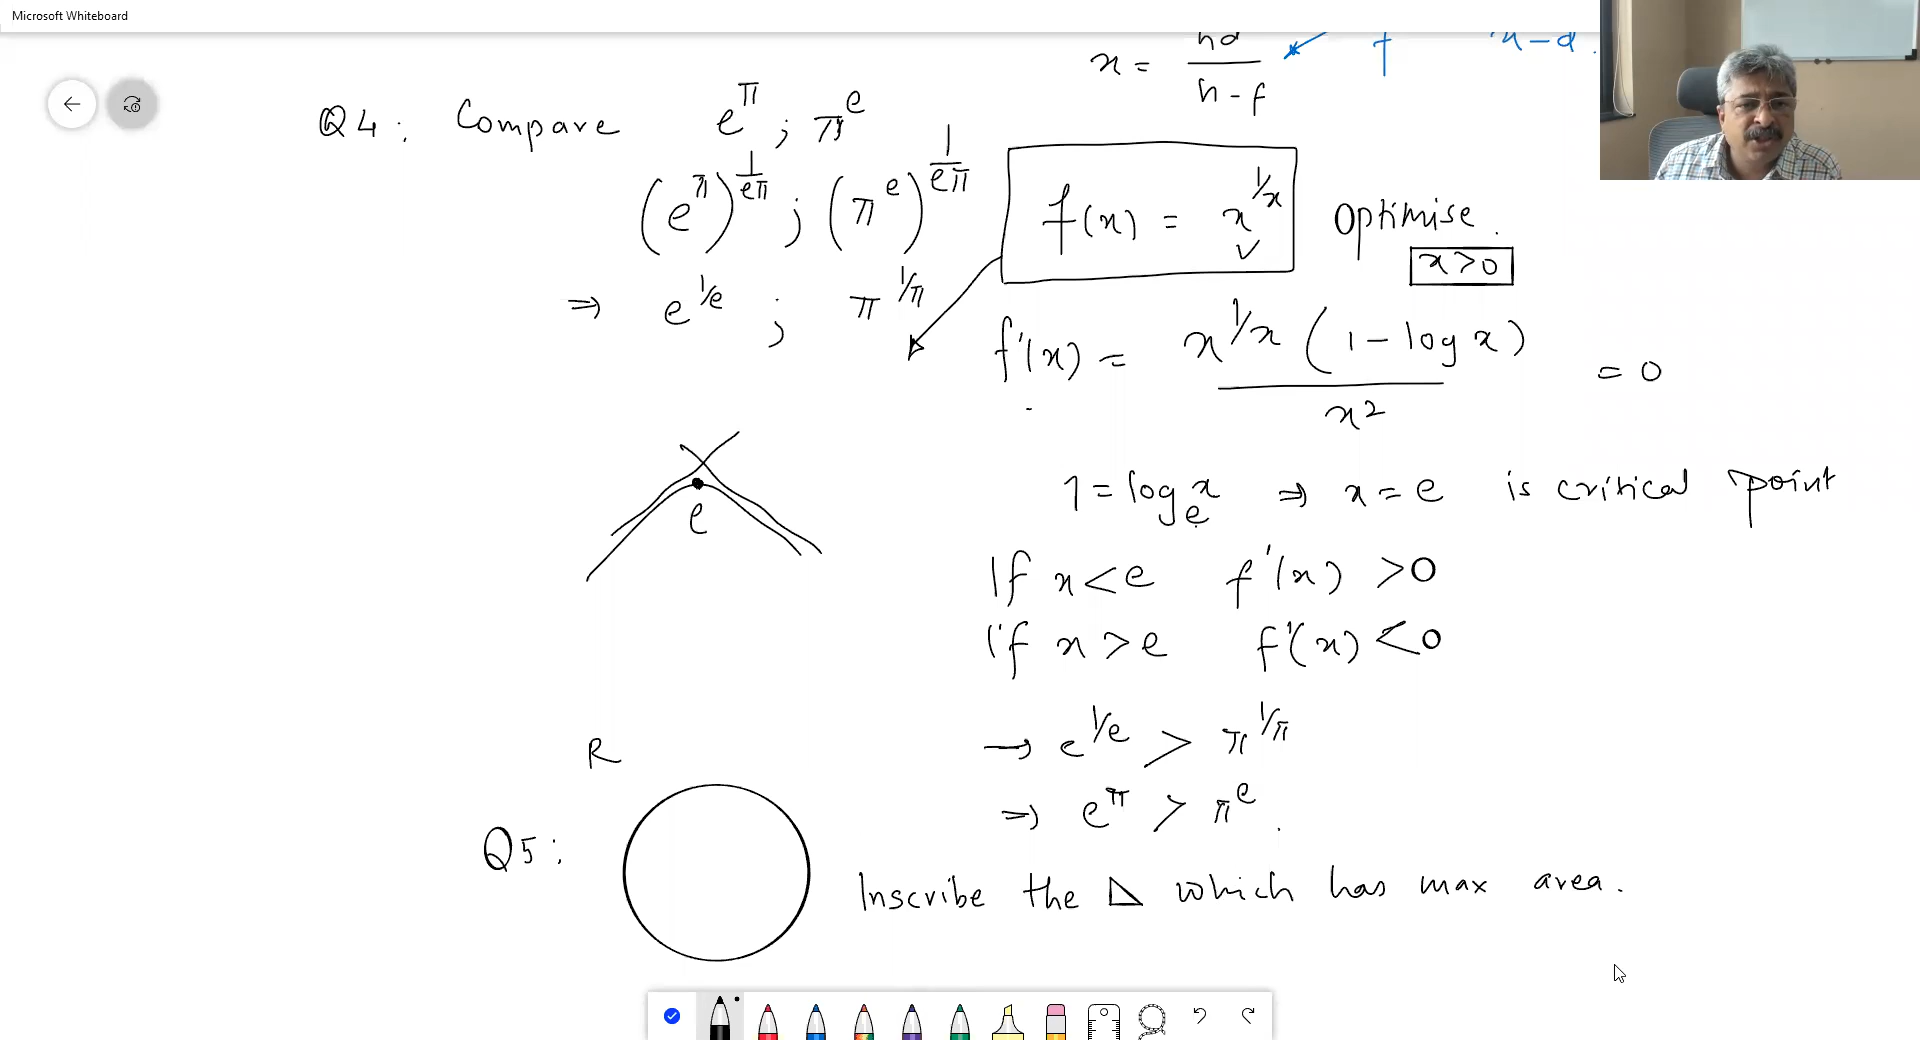 Microsoft Whiteboard
x = hd / h - f
x - d.
Q4: Compare e^π ; π^e
(e^π)^(1/eπ) ; (π^e)^(1/eπ)
f(x) = x^(1/x) Optimise.
x>0
⇒ e^(1/e) ; π^(1/π)
f'(x) = x^(1/x) (1 - log x) / x^2 = 0
e
1 = log_e x ⇒ x = e is critical point
If x < e f'(x) > 0
if x > e f'(x) < 0
→ e^(1/e) > π^(1/π)
⇒ e^π > π^e.
R
Q5:
Inscribe the △ which has max area.